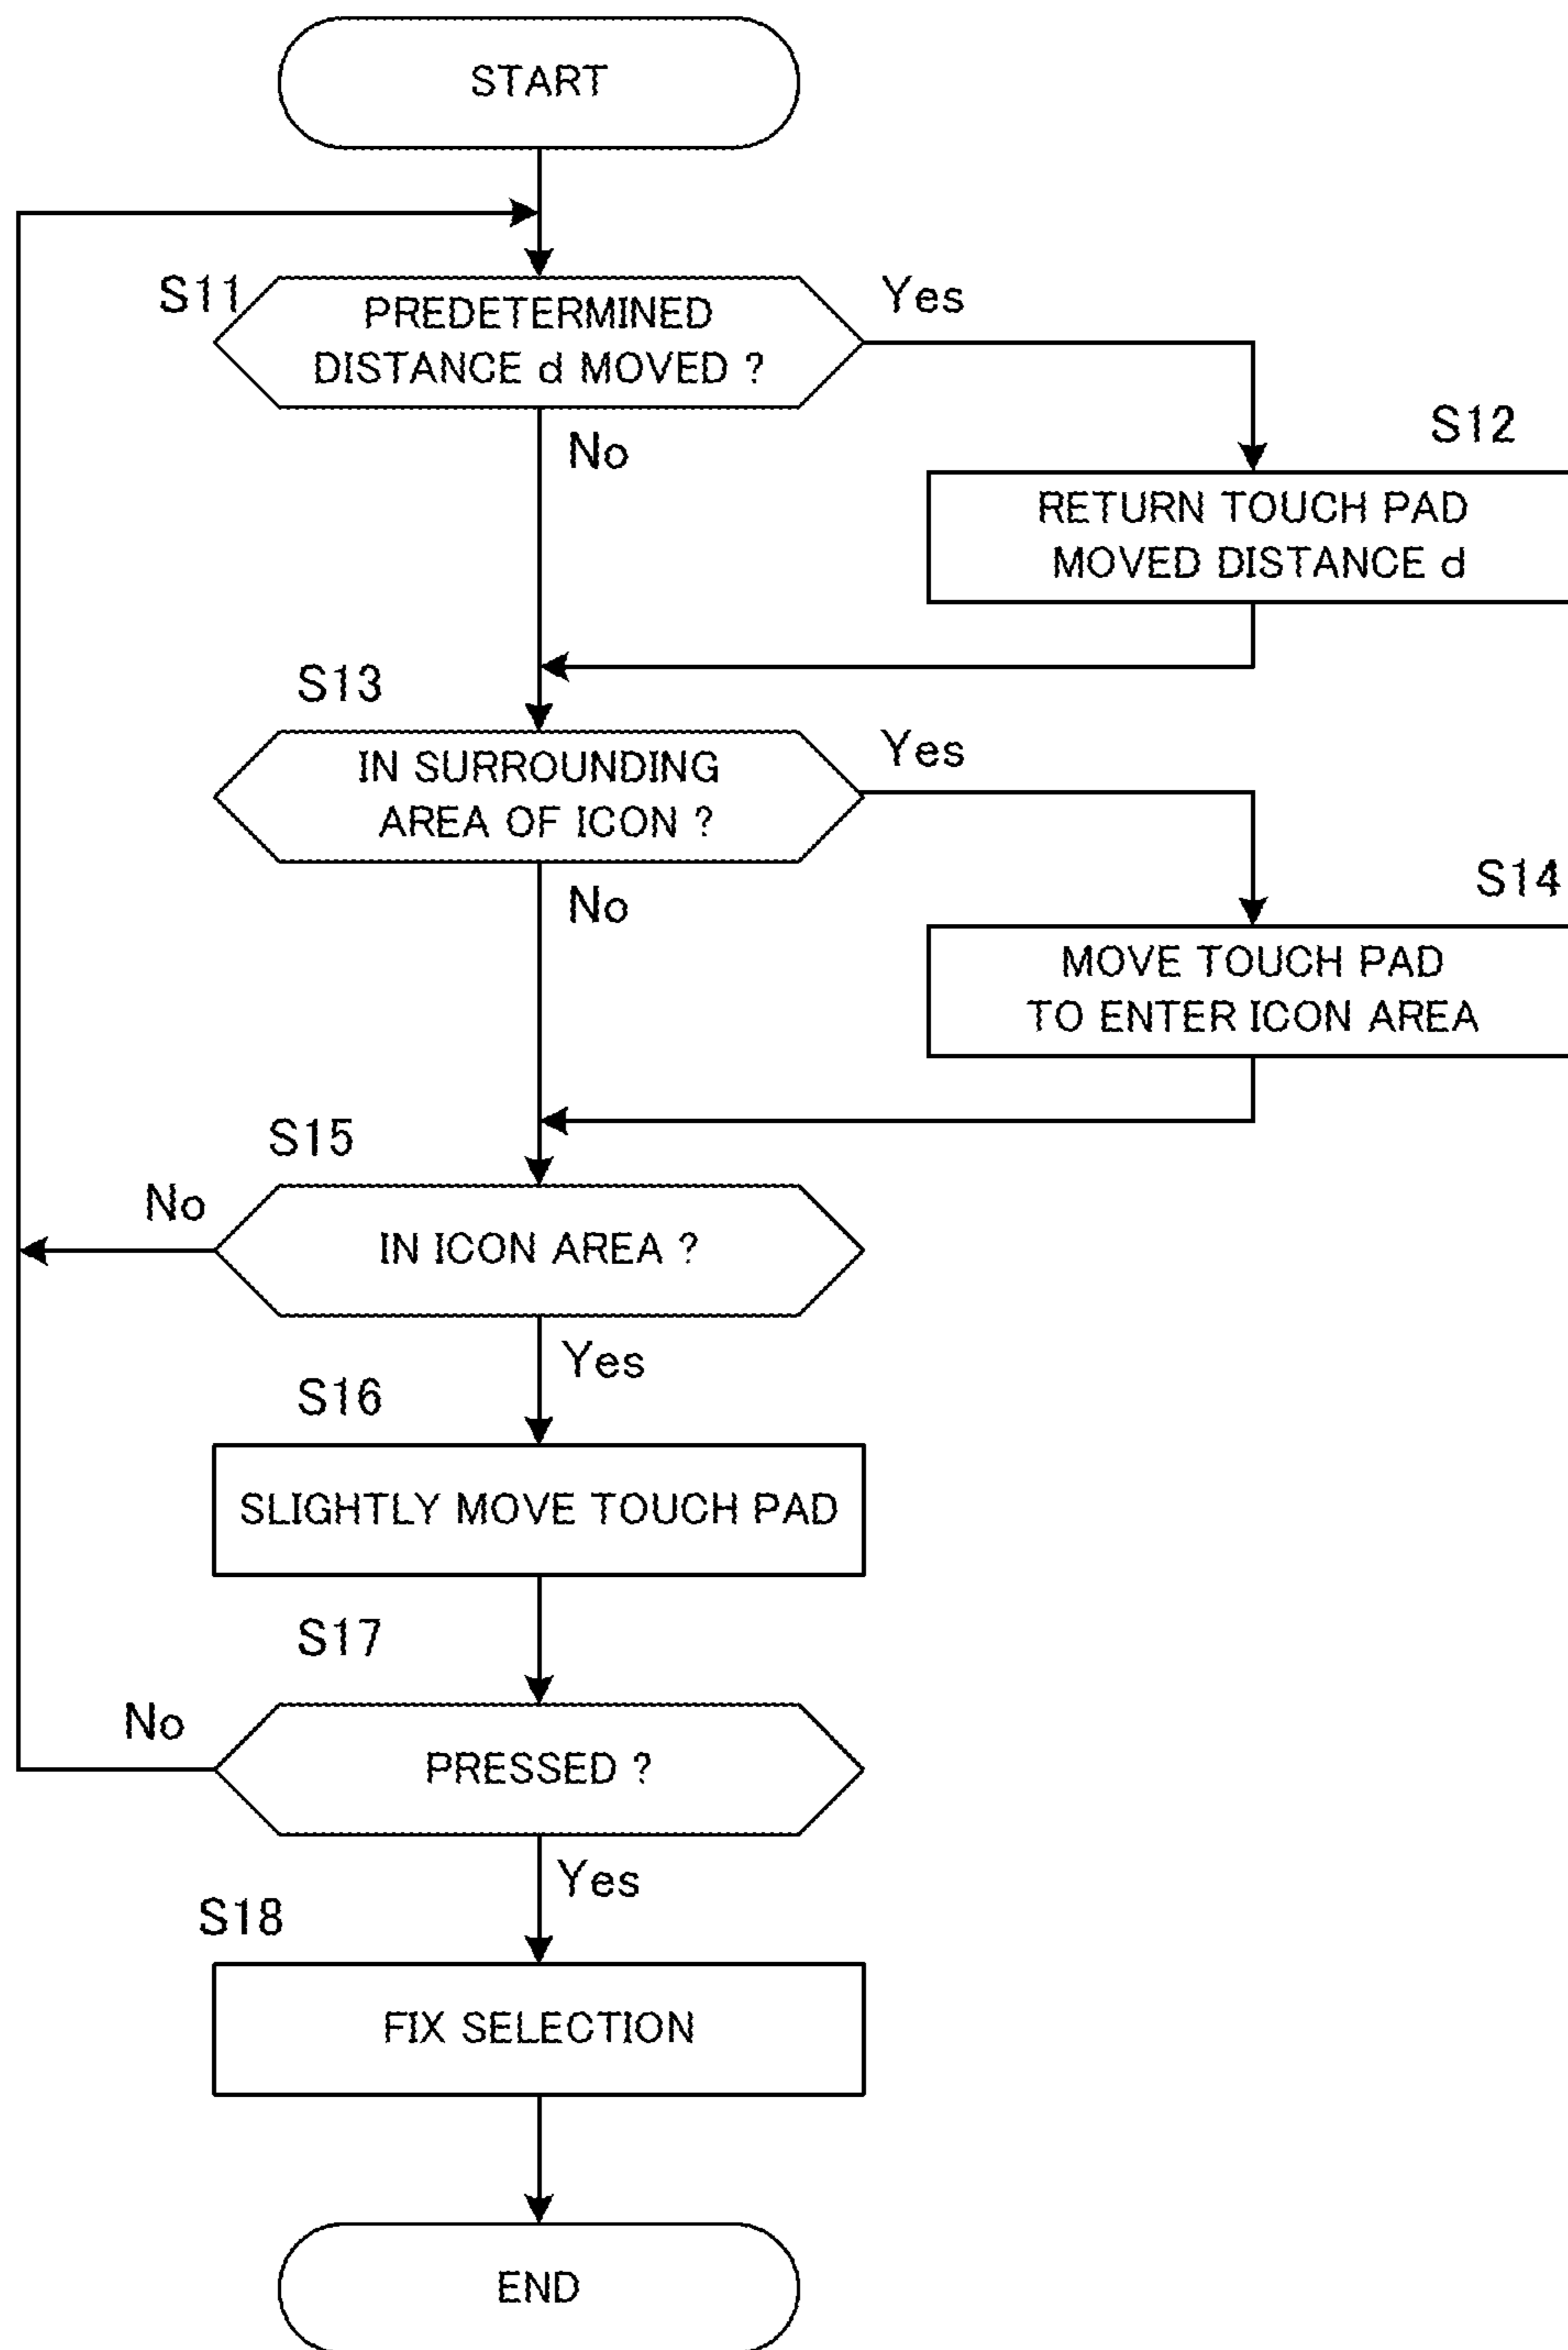 START
S11
PREDETERMINED
DISTANCE d MOVED ?
Yes
No
S12
RETURN TOUCH PAD
MOVED DISTANCE d
S13
IN SURROUNDING
AREA OF ICON ?
Yes
No
S14
MOVE TOUCH PAD
TO ENTER ICON AREA
S15
No
IN ICON AREA ?
Yes
S16
SLIGHTLY MOVE TOUCH PAD
S17
No
PRESSED ?
Yes
S18
FIX SELECTION
END